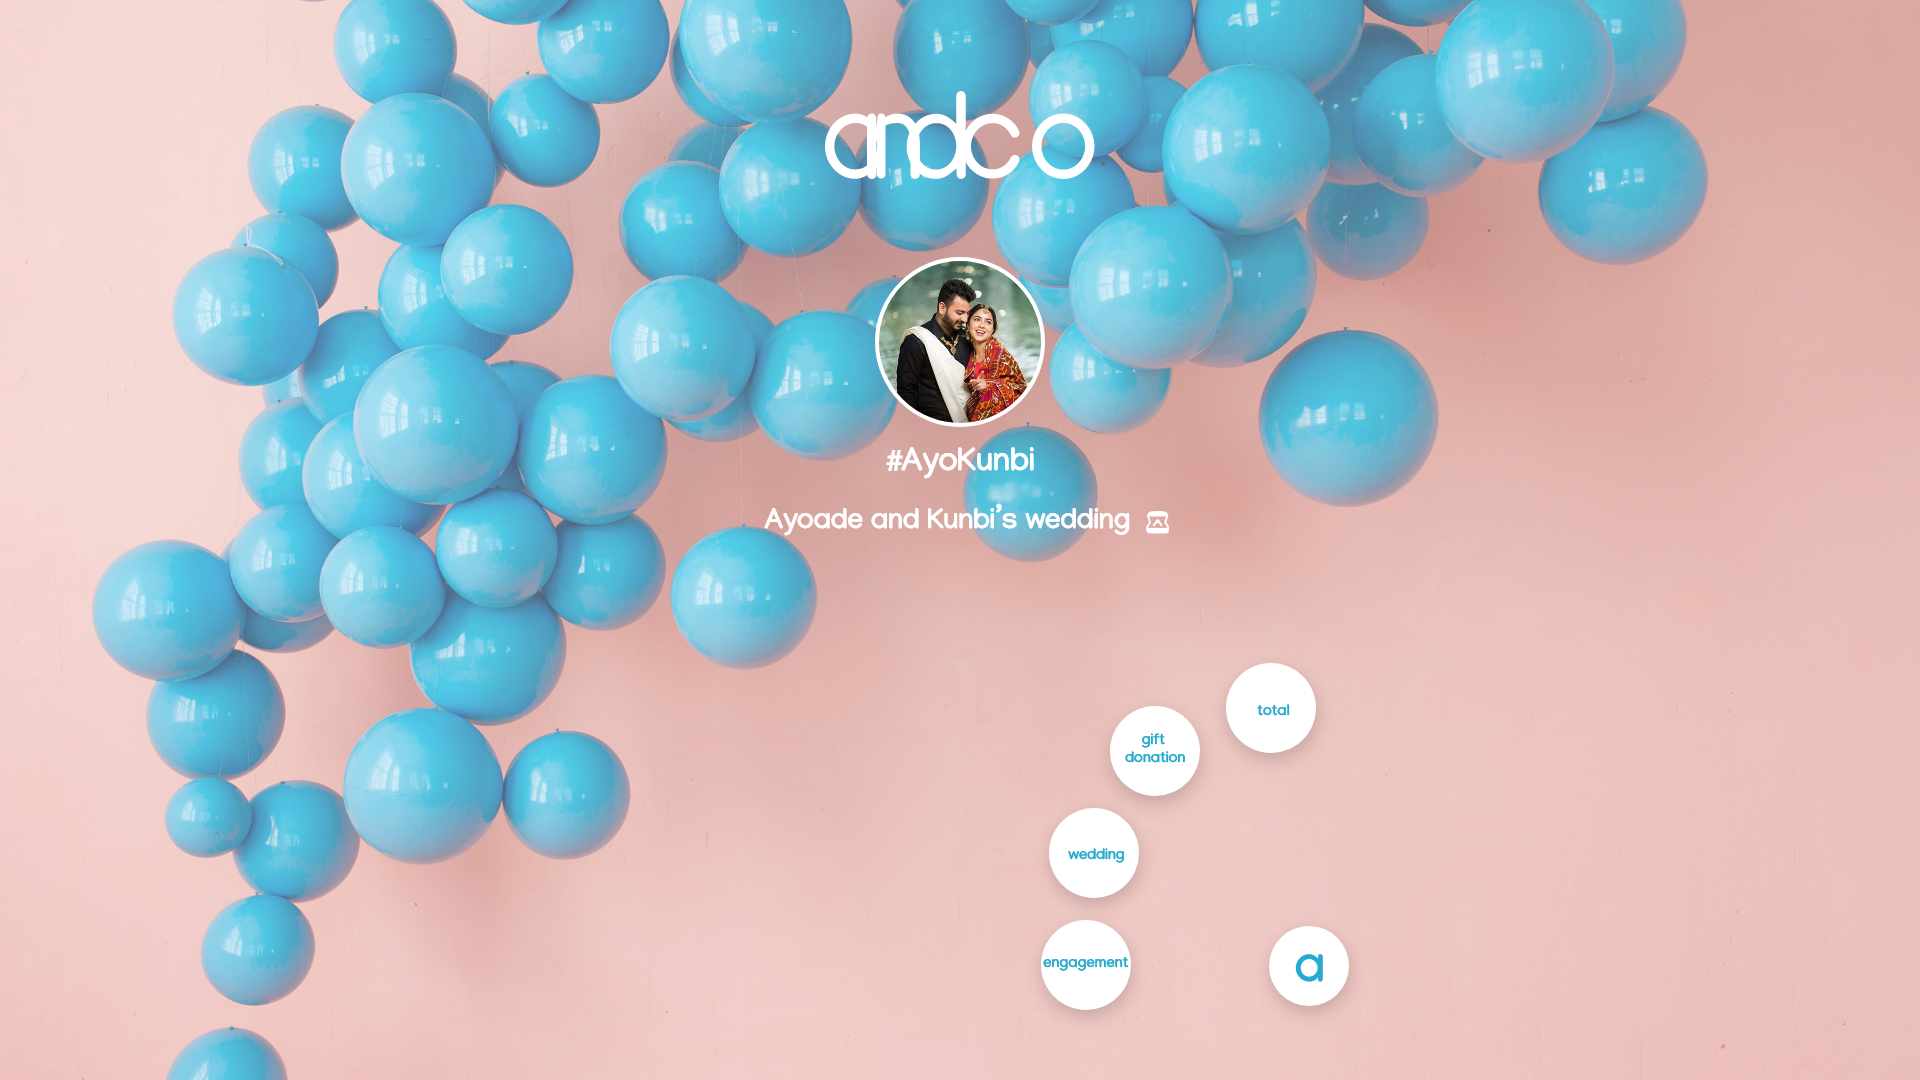 andco
#AyoKunbi
Ayoade and Kunbi's wedding
total
gift
donation
wedding
engagement
a